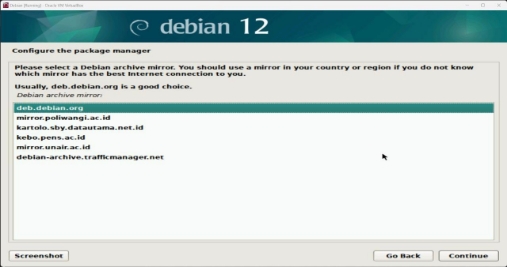 debian 12
Configure the package manager
Please select a Debian archive mirror. You should use a mirror in your country or region if you do not know
which mirror has the best Internet connection to you.
Usually, deb.debian.org is a good choice.
Debian archive mirror:
deb.debian.org
mirror.poliwangi.ac.id
kartolo.sby.datautama.net.id
kebo.pens.ac.id
mirror.unair.ac.id
debian-archive.trafficmanager.net
Screenshot
Go Back
Continue